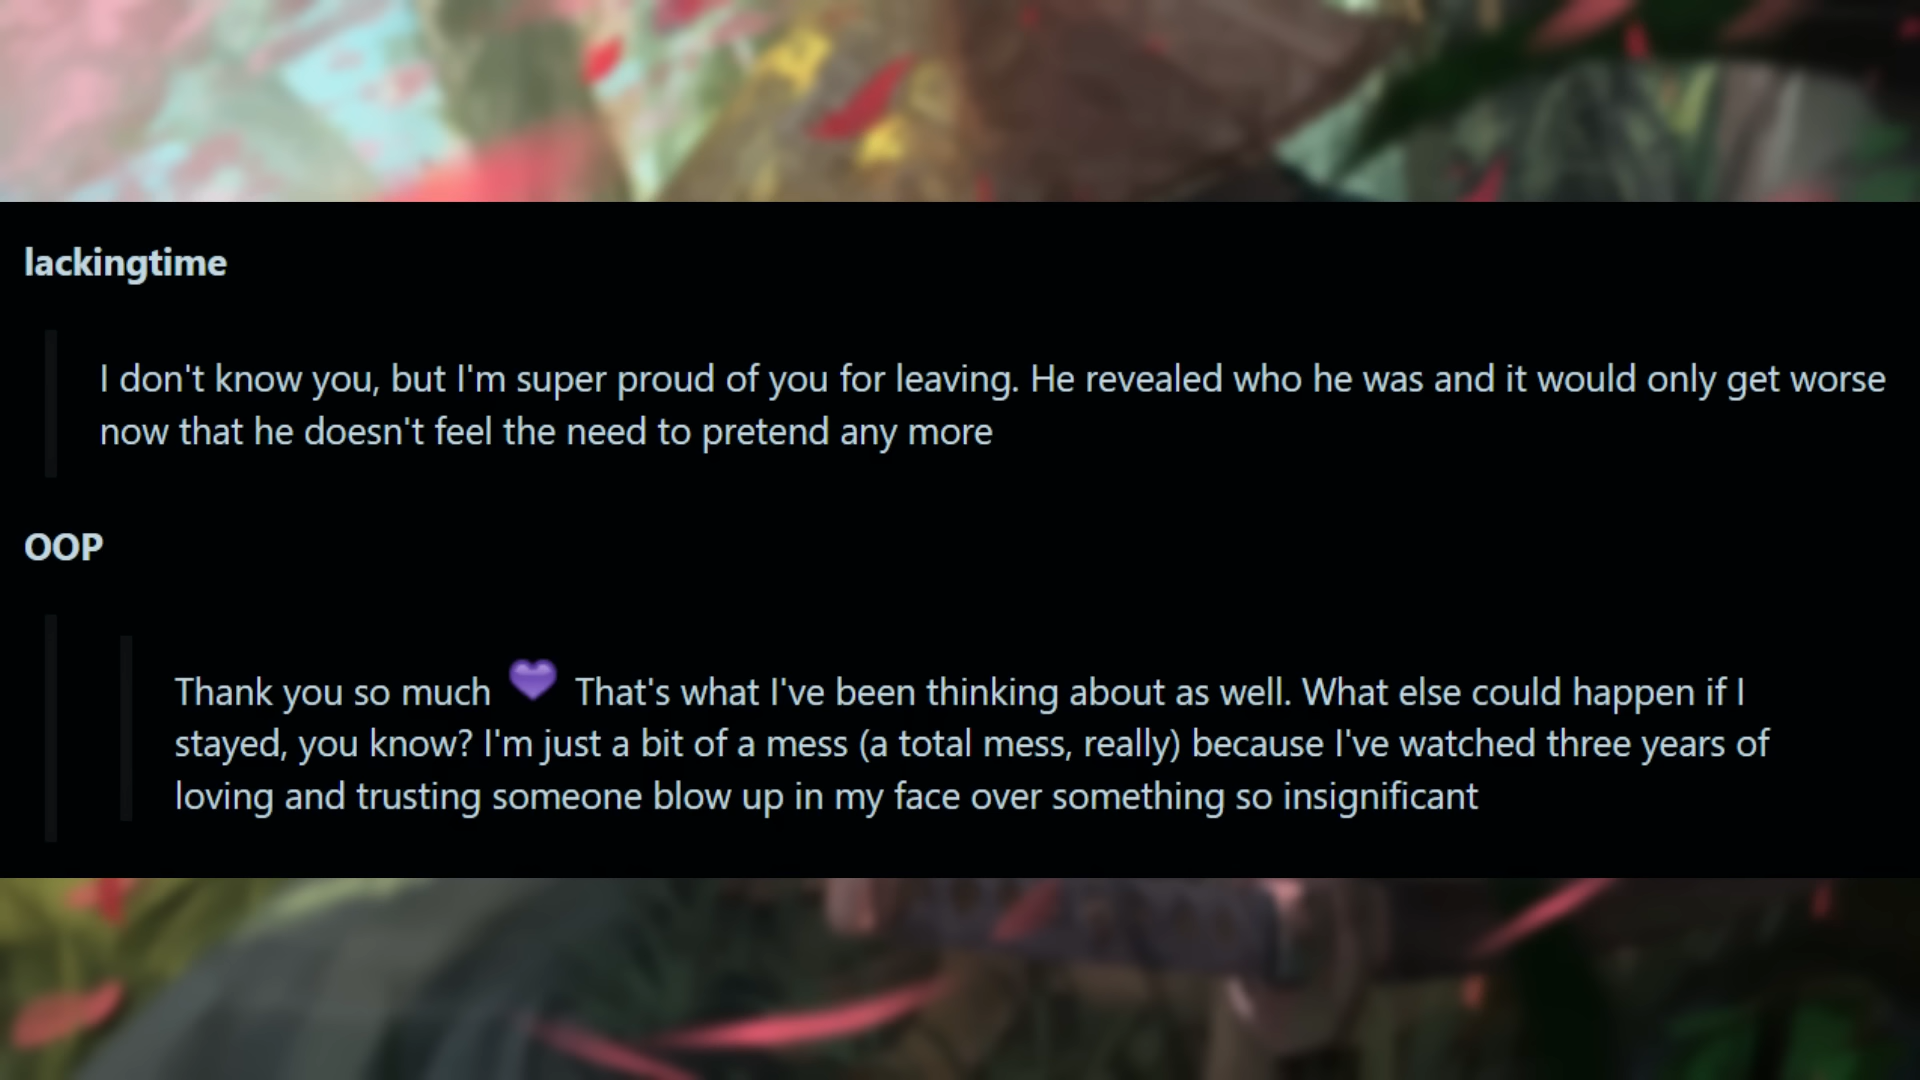 lackingtime
I don't know you, but I'm super proud of you for leaving. He revealed who he was and it would only get worse
now that he doesn't feel the need to pretend any more
OOP
Thank you so much 💜 That's what I've been thinking about as well. What else could happen if I
stayed, you know? I'm just a bit of a mess (a total mess, really) because I've watched three years of
loving and trusting someone blow up in my face over something so insignificant